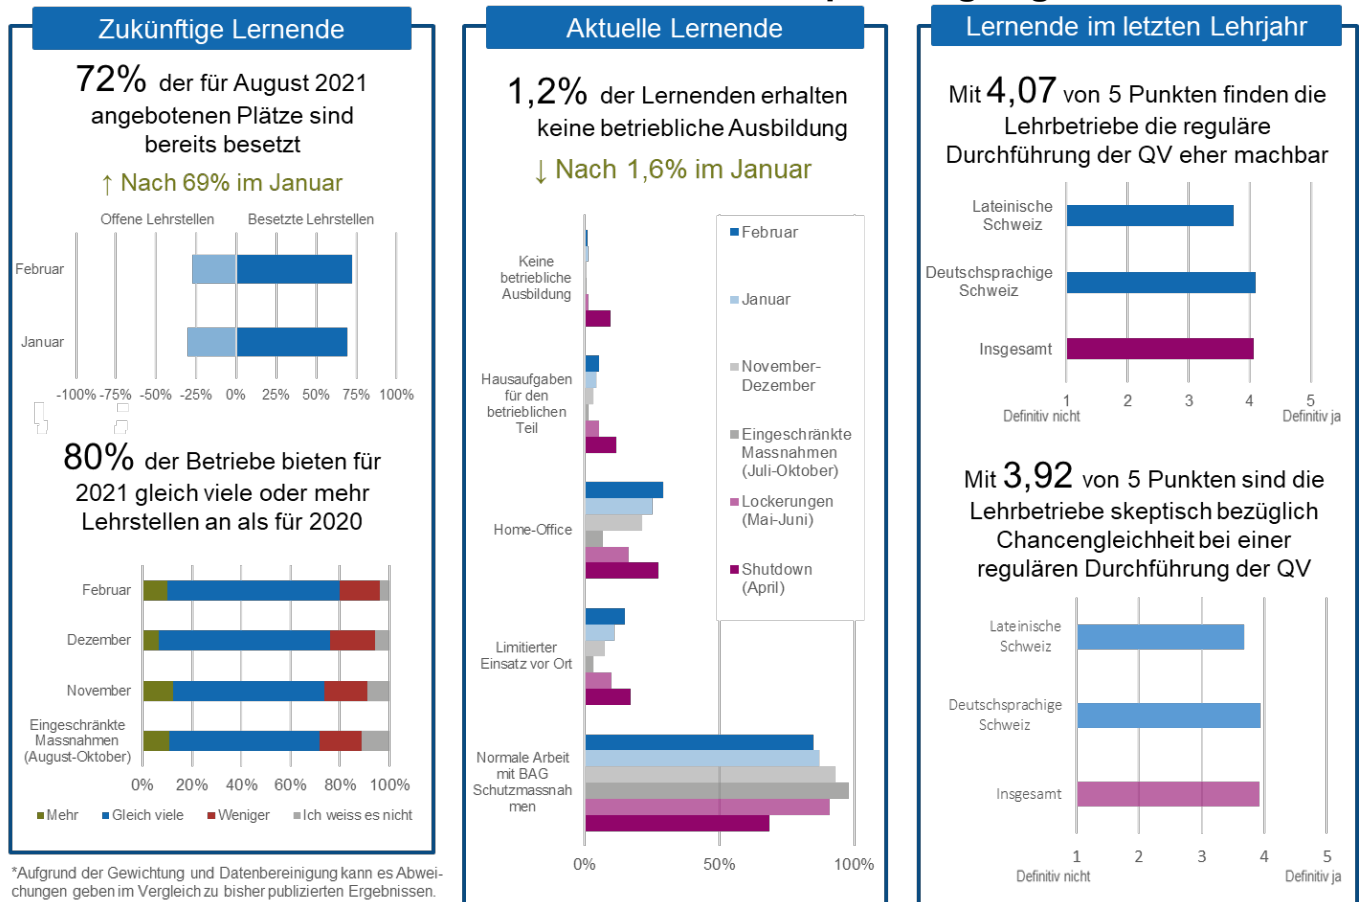 Zukünftige Lernende
72% der für August 2021
angebotenen Plätze sind
bereits besetzt
↑ Nach 69% im Januar
Offene Lehrstellen Besetzte Lehrstellen
Februar
Januar
-100% -75% -50% -25% 0% 25% 50% 75% 100%
80% der Betriebe bieten für
2021 gleich viele oder mehr
Lehrstellen an als für 2020
Februar
Dezember
November
Eingeschränkte
Massnahmen
(August-Oktober)
0% 20% 40% 60% 80% 100%
Mehr Gleich viele Weniger Ich weiss es nicht
*Aufgrund der Gewichtung und Datenbereinigung kann es Abwei-
chungen geben im Vergleich zu bisher publizierten Ergebnissen.
Aktuelle Lernende
1,2% der Lernenden erhalten
keine betriebliche Ausbildung
↓ Nach 1,6% im Januar
Keine
betriebliche
Ausbildung
Hausaufgaben
für den
betrieblichen
Teil
Home-Office
Limitierter
Einsatz vor Ort
Normale Arbeit
mit BAG
Schutzmassnah
men
0% 50% 100%
Februar
Januar
November-
Dezember
Eingeschränkte
Massnahmen
(Juli-Oktober)
Lockerungen
(Mai-Juni)
Shutdown
(April)
Lernende im letzten Lehrjahr
Mit 4,07 von 5 Punkten finden die
Lehrbetriebe die reguläre
Durchführung der QV eher machbar
Lateinische
Schweiz
Deutschsprachige
Schweiz
Insgesamt
1 2 3 4 5
Definitiv nicht Definitiv ja
Mit 3,92 von 5 Punkten sind die
Lehrbetriebe skeptisch bezüglich
Chancengleichheit bei einer
regulären Durchführung der QV
Lateinische
Schweiz
Deutschsprachige
Schweiz
Insgesamt
1 2 3 4 5
Definitiv nicht Definitiv ja